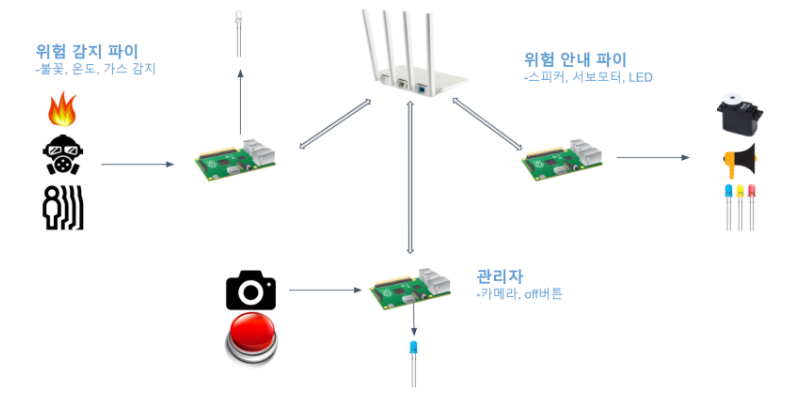 위험 감지 파이
-불꽃, 온도, 가스 감지
위험 안내 파이
-스피커, 서보모터, LED
관리자
-카메라, off버튼